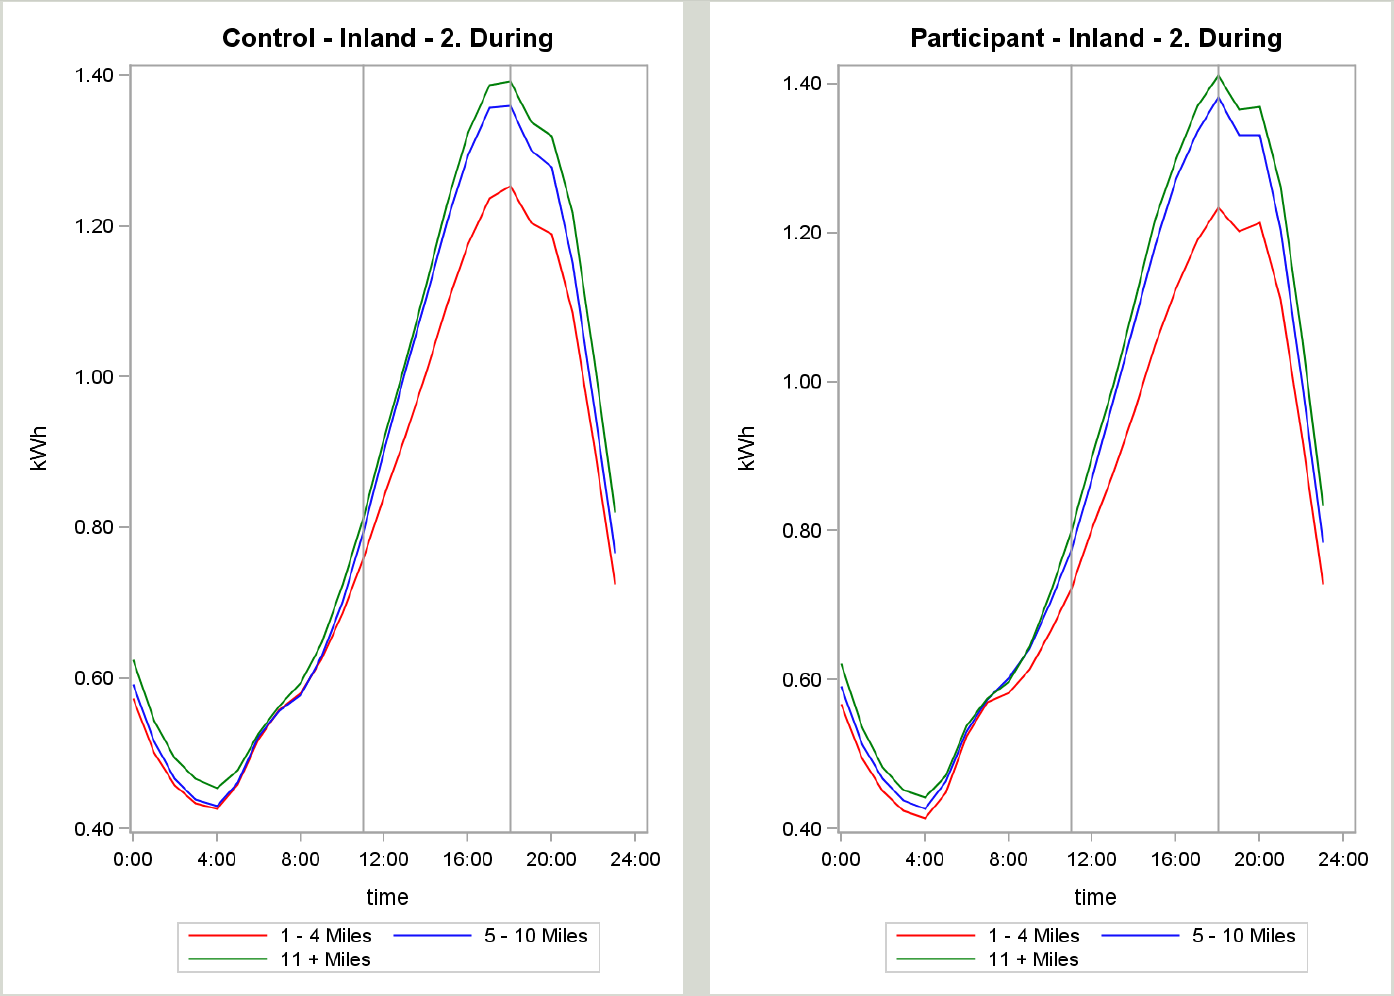 Control - Inland - 2. During
1.40
1.20
1.00
0.80
0.60
0.40
kWh
0:00 4:00 8:00 12:00 16:00 20:00 24:00
time
1 - 4 Miles 5 - 10 Miles
11 + Miles
Participant - Inland - 2. During
1.40
1.20
1.00
0.80
0.60
0.40
kWh
0:00 4:00 8:00 12:00 16:00 20:00 24:00
time
1 - 4 Miles 5 - 10 Miles
11 + Miles